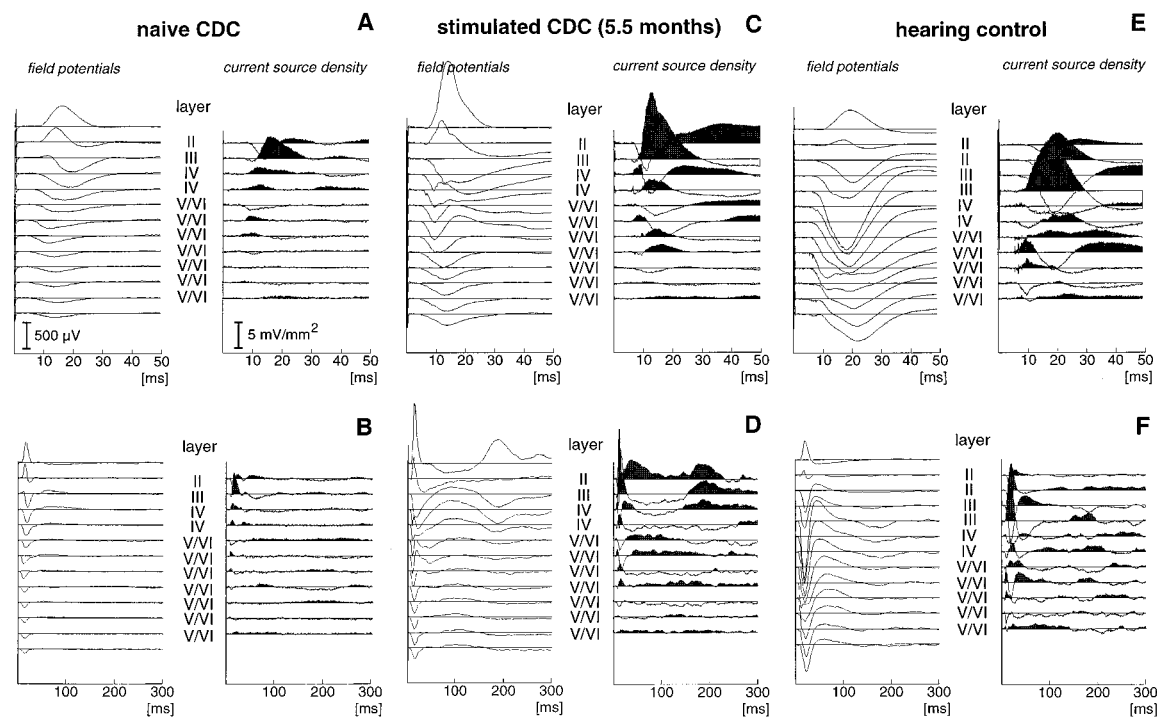 naive CDC
A
field potentials
current source density
layer
II
III
IV
IV
V/VI
V/VI
V/VI
V/VI
V/VI
V/VI
V/VI
500 µV
5 mV/mm²
10 20 30 40 50
[ms]
10 20 30 40 50
[ms]
stimulated CDC (5.5 months)
C
field potentials
current source density
layer
II
III
IV
IV
V/VI
V/VI
V/VI
V/VI
V/VI
V/VI
V/VI
10 20 30 40 50
[ms]
10 20 30 40 50
[ms]
hearing control
E
field potentials
current source density
layer
II
II
III
III
IV
IV
V/VI
V/VI
V/VI
V/VI
V/VI
10 20 30 40 50
[ms]
10 20 30 40 50
[ms]
B
layer
II
III
IV
IV
V/VI
V/VI
V/VI
V/VI
V/VI
V/VI
V/VI
100 200 300
[ms]
100 200 300
[ms]
D
layer
II
III
IV
IV
V/VI
V/VI
V/VI
V/VI
V/VI
V/VI
V/VI
100 200 300
[ms]
100 200 300
[ms]
F
layer
II
II
III
III
IV
IV
V/VI
V/VI
V/VI
V/VI
V/VI
100 200 300
[ms]
100 200 300
[ms]